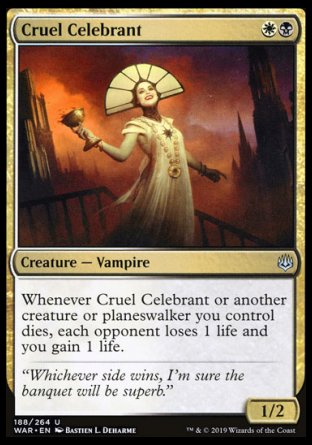 Cruel Celebrant
Creature — Vampire
Whenever Cruel Celebrant or another
creature or planeswalker you control
dies, each opponent loses 1 life and
you gain 1 life.
“Whichever side wins, I’m sure the
banquet will be superb.”
1/2
188/264 U
WAR • EN Bastien L. Deharme
™ & © 2019 Wizards of the Coast